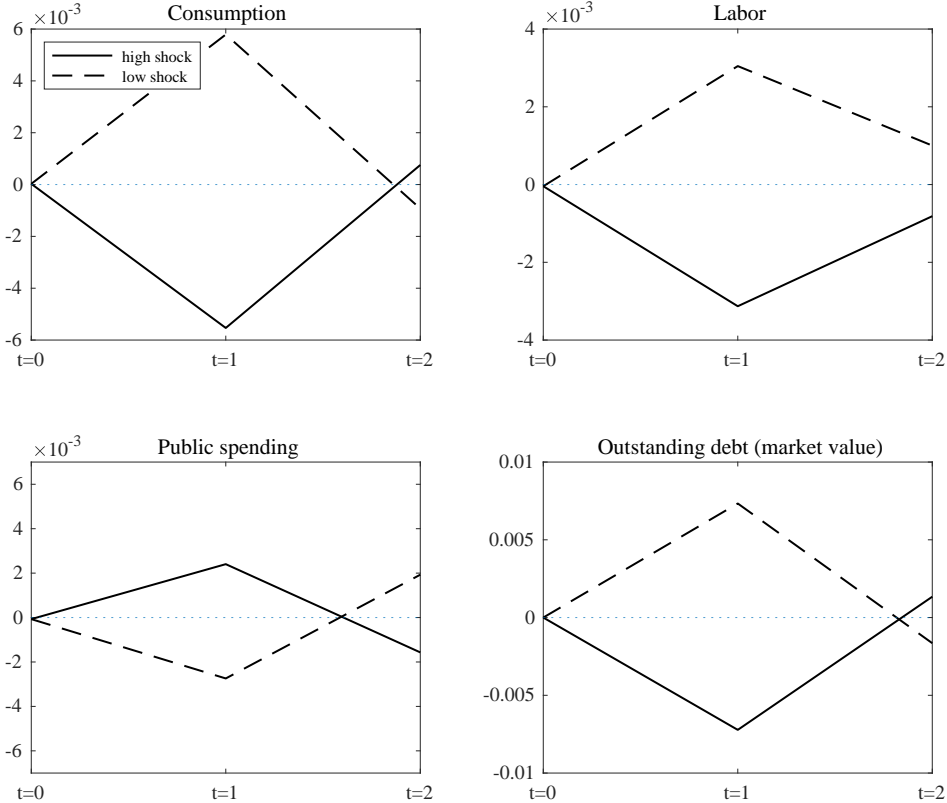 Consumption
×10-3
6
4
2
0
-2
-4
-6
t=0 t=1 t=2
high shock
low shock
Labor
×10-3
4
2
0
-2
-4
t=0 t=1 t=2
Public spending
×10-3
6
4
2
0
-2
-4
-6
t=0 t=1 t=2
Outstanding debt (market value)
0.01
0.005
0
-0.005
-0.01
t=0 t=1 t=2